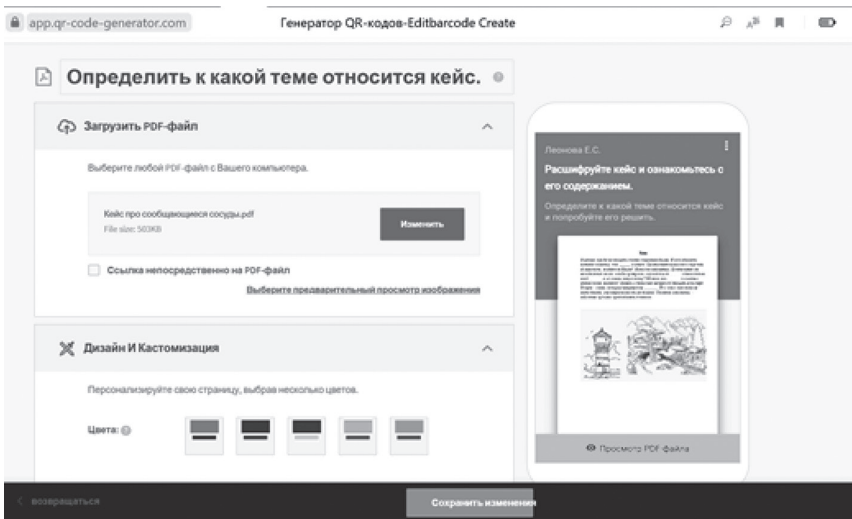 app.qr-code-generator.com
Генератор QR-кодов-Editbarcode Create
Определить к какой теме относится кейс.
Загрузить PDF-файл
Выберите любой PDF-файл с Вашего компьютера.
Кейс про сообщающиеся сосуды.pdf
File size: 503KB
Изменить
Ссылка непосредственно на PDF-файл
Выберите предварительный просмотр изображения
Дизайн И Кастомизация
Персонализируйте свою страницу, выбрав несколько цветов.
Цвета:
Леонова Е.С.
Расшифруйте кейс и ознакомьтесь с
его содержанием.
Определите к какой теме относится кейс
и попробуйте его решить.
Просмотр PDF-файла
возвращаться
Сохранить изменения